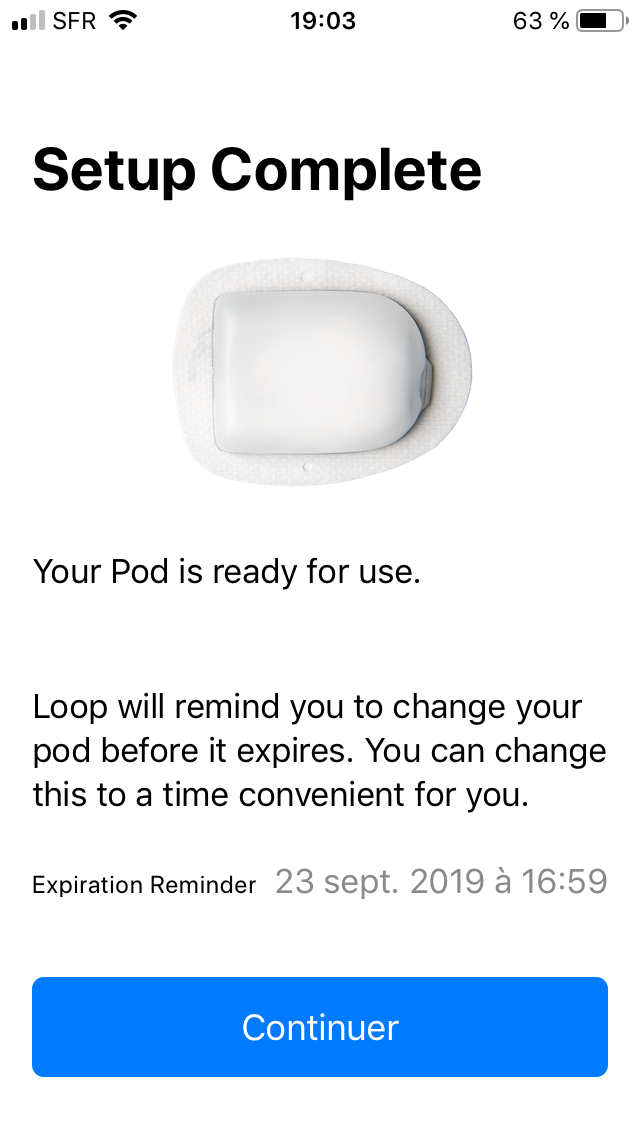 SFR 19:03 63 %
Setup Complete
Your Pod is ready for use.
Loop will remind you to change your
pod before it expires. You can change
this to a time convenient for you.
Expiration Reminder 23 sept. 2019 à 16:59
Continuer